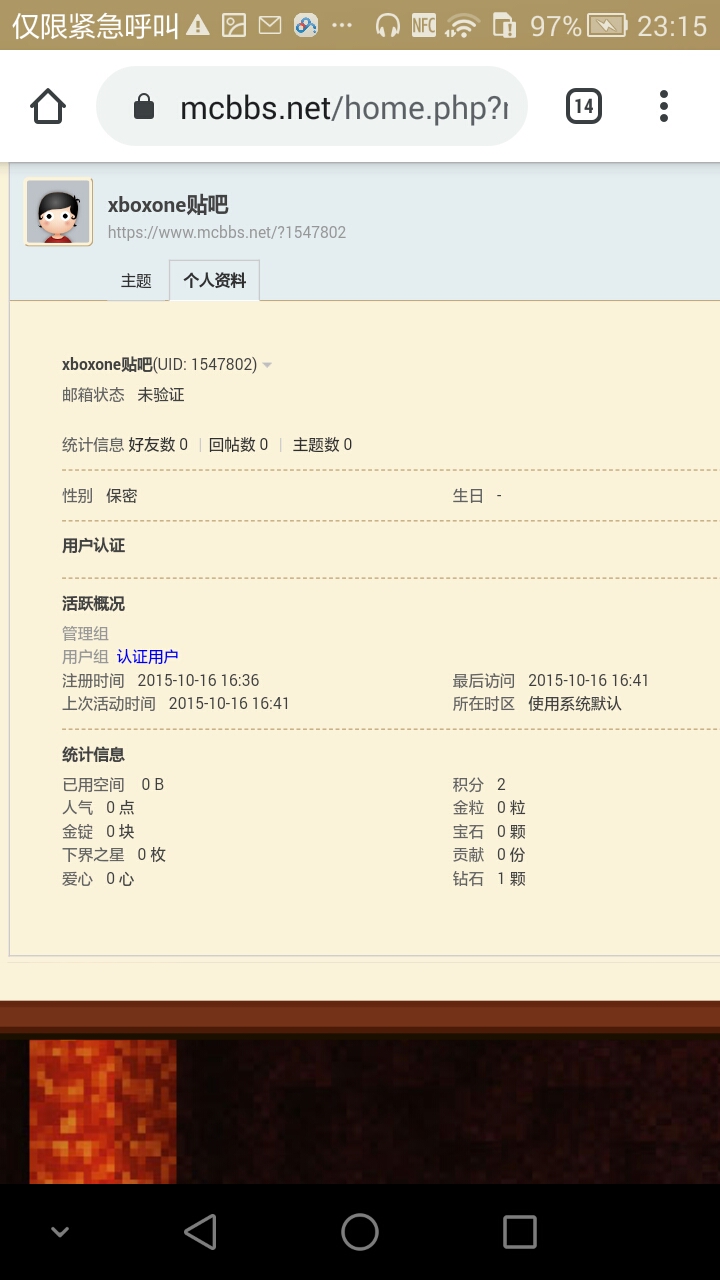 仅限紧急呼叫 NFC 97% 23:15
mcbbs.net/home.php?r 14
xboxone贴吧
https://www.mcbbs.net/?1547802
主题 个人资料
xboxone贴吧(UID: 1547802)
邮箱状态 未验证
统计信息 好友数 0 | 回帖数 0 | 主题数 0
性别 保密 生日 -
用户认证
活跃概况
管理组
用户组 认证用户
注册时间 2015-10-16 16:36 最后访问 2015-10-16 16:41
上次活动时间 2015-10-16 16:41 所在时区 使用系统默认
统计信息
已用空间 0 B 积分 2
人气 0 点 金粒 0 粒
金锭 0 块 宝石 0 颗
下界之星 0 枚 贡献 0 份
爱心 0 心 钻石 1 颗